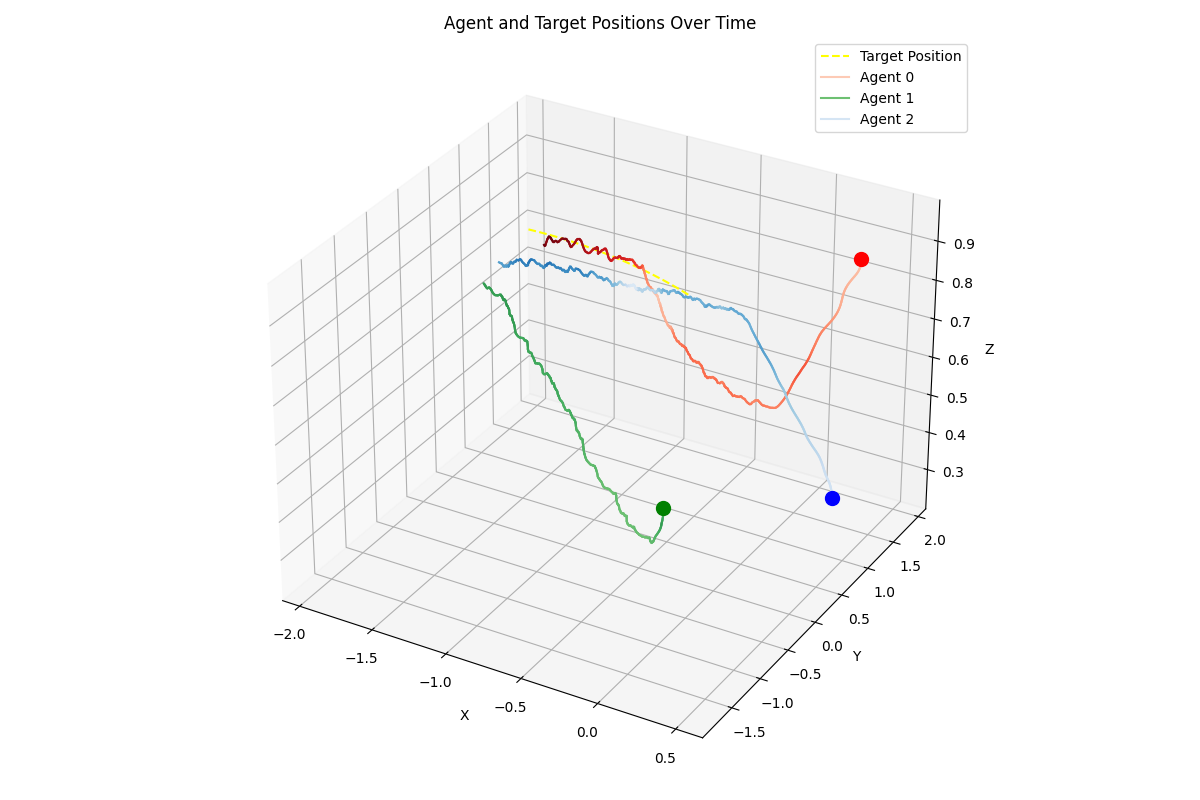 Agent and Target Positions Over Time
Target Position
Agent 0
Agent 1
Agent 2
0.9
0.8
0.7
0.6
0.5
0.4
0.3
Z
2.0
1.5
1.0
0.5
0.0
−0.5
−1.0
−1.5
Y
−2.0
−1.5
−1.0
−0.5
0.0
0.5
X